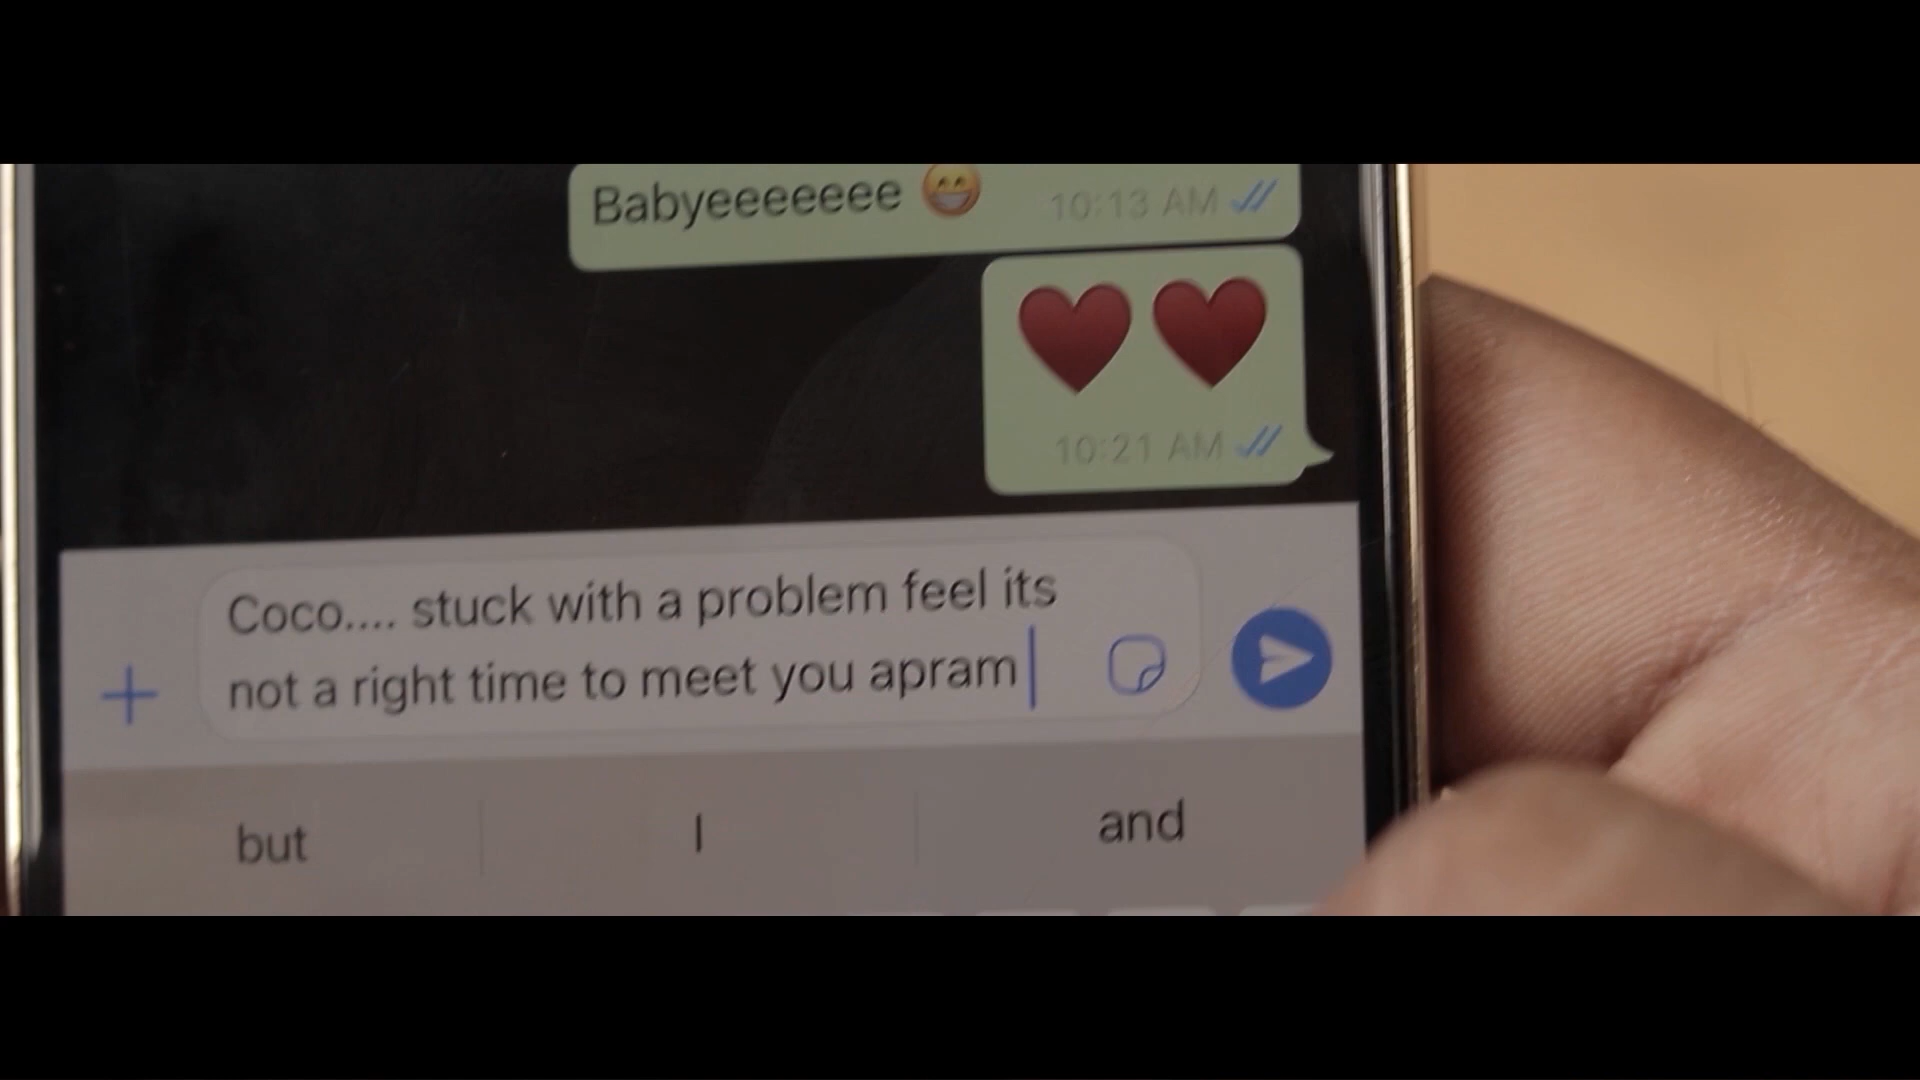 Babyeeeeeee 😁 10:13 AM
♥️ ♥️
10:21 AM
Coco.... stuck with a problem feel its
not a right time to meet you apram
but I and